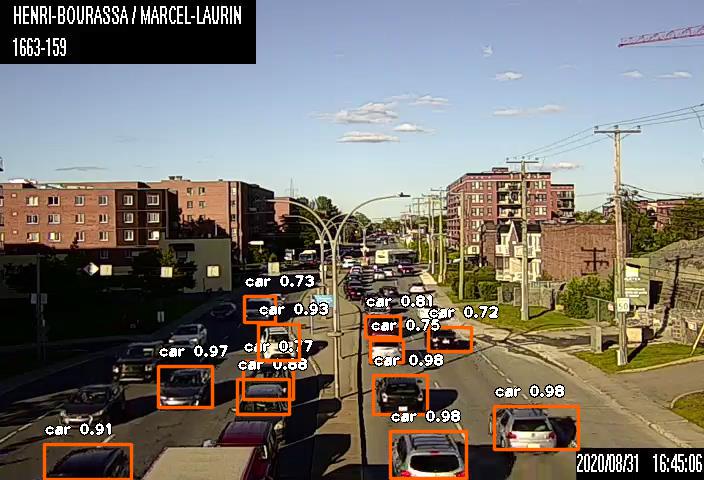 HENRI-BOURASSA / MARCEL-LAURIN
1663-159
car 0.73
car 0.93
car 0.81
car 0.72
car 0.75
car 0.77
car 0.97
car 0.98
car 0.98
car 0.98
car 0.91
2020/08/31 16:45:06